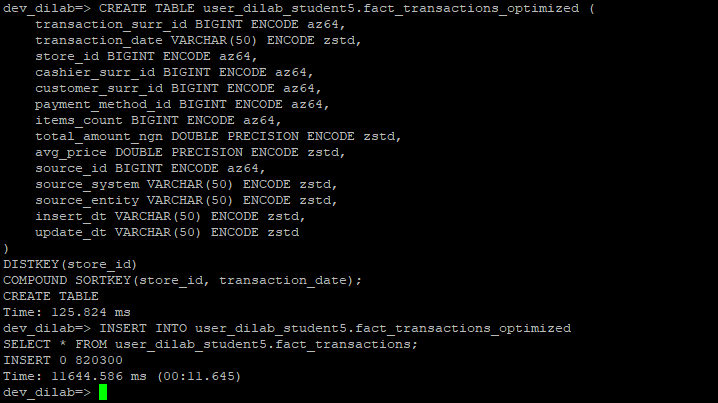 dev_dilab=> CREATE TABLE user_dilab_student5.fact_transactions_optimized (
    transaction_surr_id BIGINT ENCODE az64,
    transaction_date VARCHAR(50) ENCODE zstd,
    store_id BIGINT ENCODE az64,
    cashier_surr_id BIGINT ENCODE az64,
    customer_surr_id BIGINT ENCODE az64,
    payment_method_id BIGINT ENCODE az64,
    items_count BIGINT ENCODE az64,
    total_amount_ngn DOUBLE PRECISION ENCODE zstd,
    avg_price DOUBLE PRECISION ENCODE zstd,
    source_id BIGINT ENCODE az64,
    source_system VARCHAR(50) ENCODE zstd,
    source_entity VARCHAR(50) ENCODE zstd,
    insert_dt VARCHAR(50) ENCODE zstd,
    update_dt VARCHAR(50) ENCODE zstd
)
DISTKEY(store_id)
COMPOUND SORTKEY(store_id, transaction_date);
CREATE TABLE
Time: 125.824 ms
dev_dilab=> INSERT INTO user_dilab_student5.fact_transactions_optimized
SELECT * FROM user_dilab_student5.fact_transactions;
INSERT 0 820300
Time: 11644.586 ms (00:11.645)
dev_dilab=>